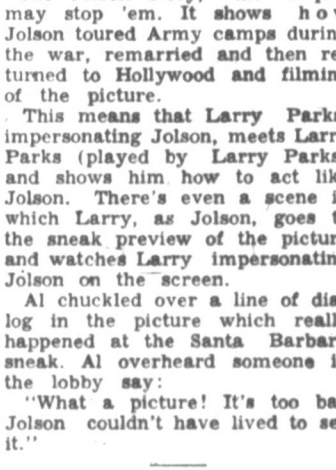 may stop 'em. It shows ho
Jolson toured Army camps durin
the war, remarried and then re
turned to Hollywood and filmin
of the picture.
This means that Larry Park
impersonating Jolson, meets Larr
Parks (played by Larry Parks
and shows him how to act lik
Jolson. There's even a scene i
which Larry, as Jolson, goes
the sneak preview of the pictur
and watches Larry impersonatin
Jolson on the screen.
Al chuckled over a line of dia
log in the picture which reall
happened at the Santa Barbar
sneak. Al overheard someone i
the lobby say:
"What a picture! It's too ba
Jolson couldn't have lived to se
it."